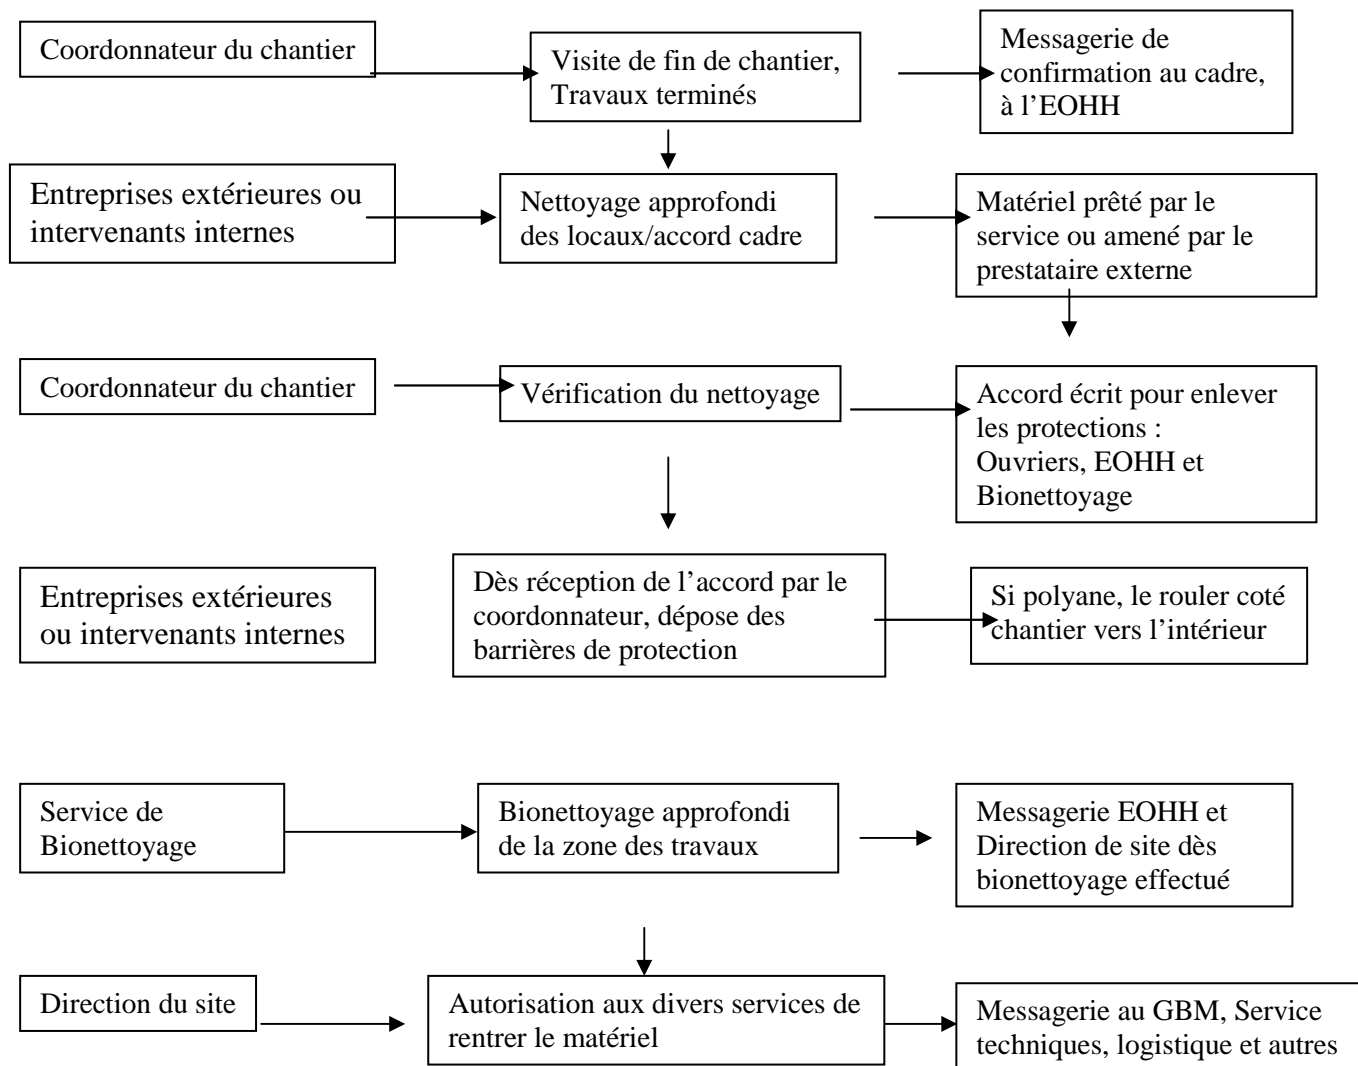 Coordonnateur du chantier
Visite de fin de chantier,
Travaux terminés
Messagerie de
confirmation au cadre,
à l’EOHH
Entreprises extérieures ou
intervenants internes
Nettoyage approfondi
des locaux/accord cadre
Matériel prêté par le
service ou amené par le
prestataire externe
Coordonnateur du chantier
Vérification du nettoyage
Accord écrit pour enlever
les protections :
Ouvriers, EOHH et
Bionettoyage
Entreprises extérieures
ou intervenants internes
Dès réception de l’accord par le
coordonnateur, dépose des
barrières de protection
Si polyane, le rouler coté
chantier vers l’intérieur
Service de
Bionettoyage
Bionettoyage approfondi
de la zone des travaux
Messagerie EOHH et
Direction de site dès
bionettoyage effectué
Direction du site
Autorisation aux divers services de
rentrer le matériel
Messagerie au GBM, Service
techniques, logistique et autres